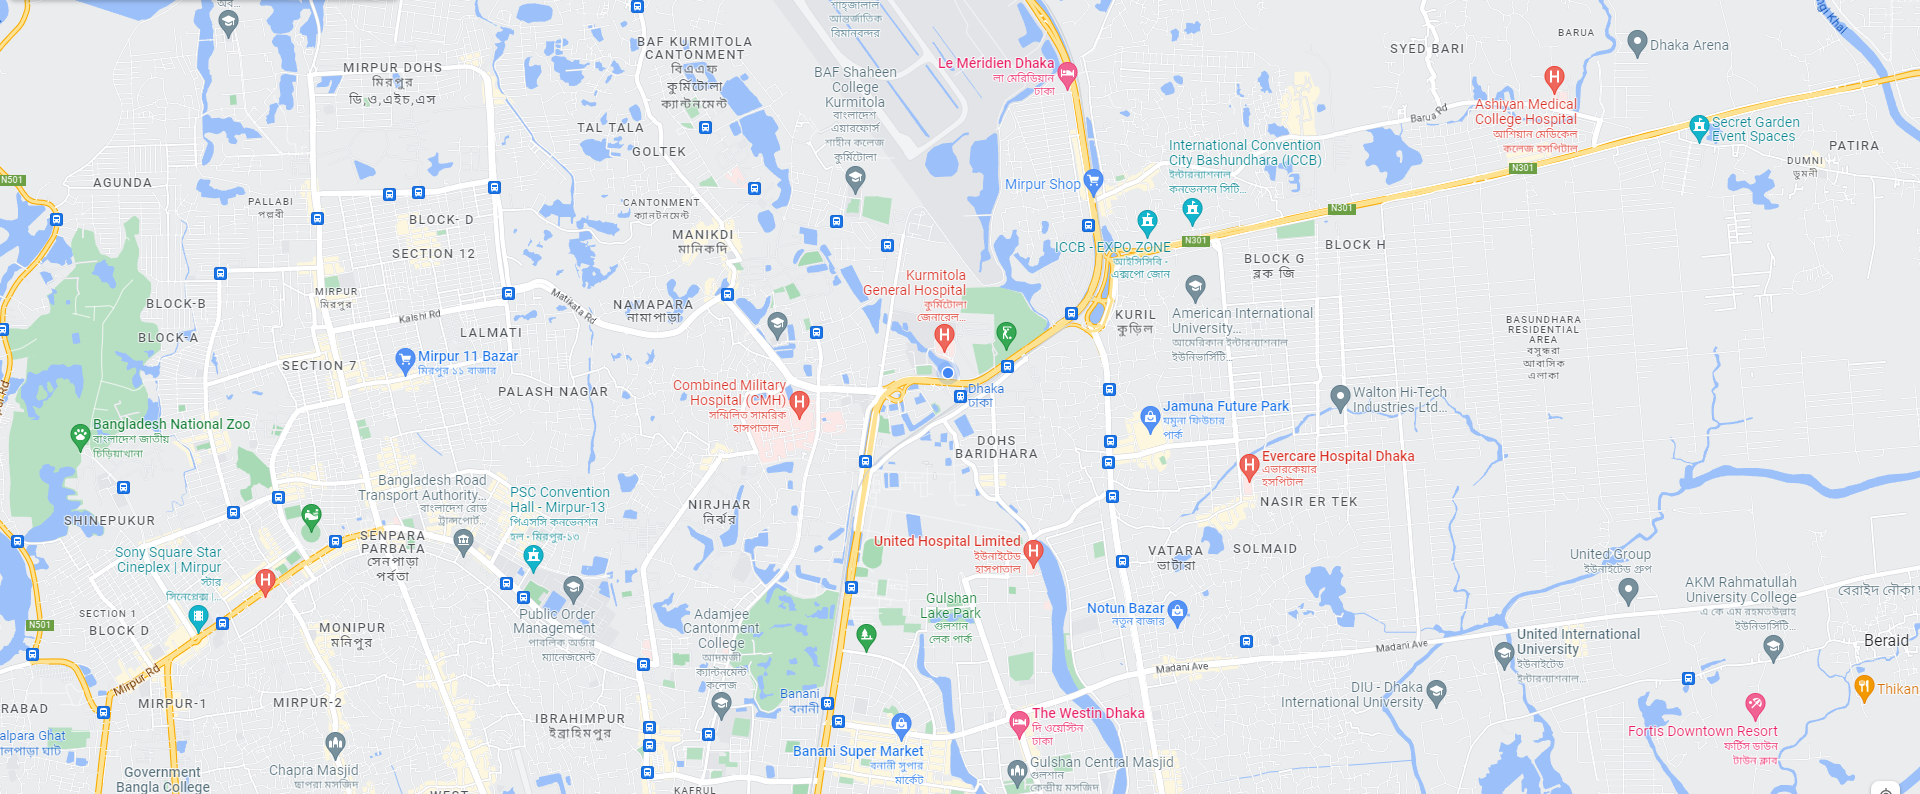 শাহজালাল
আন্তর্জাতিক
বিমানবন্দর
BAF KURMITOLA
CANTONMENT
বিএএফ
কুর্মিটোলা
ক্যান্টনমেন্ট
MIRPUR DOHS
মিরপুর
ডি,ও,এইচ,এস
BAF Shaheen
College
Kurmitola
বাংলাদেশ
এয়ারফোর্স
শাহীন কলেজ
কুর্মিটোলা
Le Méridien Dhaka
লা মেরিডিয়ান
ঢাকা
SYED BARI
BARUA
Dhaka Arena
Barua Rd
Ashiyan Medical
College Hospital
আশিয়ান মেডিকেল
কলেজ হসপিটাল
Secret Garden
Event Spaces
PATIRA
DUMNI
ডুমনী
N301
N301
N301
TAL TALA
GOLTEK
International Convention
City Bashundhara (ICCB)
ইন্টারন্যাশনাল
কনভেনশন সিটি...
Mirpur Shop
N501
AGUNDA
PALLABI
পল্লবী
BLOCK- D
SECTION 12
CANTONMENT
ক্যানটনমেন্ট
MANIKDI
মানিকদি
ICCB - EXPO ZONE
আইসিসিবি -
এক্সপো জোন
BLOCK H
BLOCK G
ব্লক জি
Kurmitola
General Hospital
কুর্মিটোলা
জেনারেল...
MIRPUR
মিরপুর
BLOCK-B
BLOCK-A
Kalshi Rd
Matikata Rd
LALMATI
NAMAPARA
নামাপাড়া
KURIL
কুড়িল
American International
University...
আমেরিকান ইন্টারন্যাশনাল
ইউনিভার্সিটি...
BASUNDHARA
RESIDENTIAL
AREA
বসুন্ধরা
আবাসিক
এলাকা
SECTION 7
Mirpur 11 Bazar
মিরপুর ১১ বাজার
PALASH NAGAR
Combined Military
Hospital (CMH)
সম্মিলিত সামরিক
হাসপাতাল...
Dhaka
ঢাকা
Walton Hi-Tech
Industries Ltd...
Jamuna Future Park
যমুনা ফিউচার
পার্ক
Bangladesh National Zoo
বাংলাদেশ জাতীয়
চিড়িয়াখানা
DOHS
BARIDHARA
Evercare Hospital Dhaka
এভারকেয়ার
হসপিটাল
NASIR ER TEK
Bangladesh Road
Transport Authority...
বাংলাদেশ রোড
ট্রান্সপোর্ট...
PSC Convention
Hall - Mirpur-13
পিএসসি কনভেনশন
হল - মিরপুর-১৩
NIRJHAR
নির্ঝর
SHINEPUKUR
SENPARA
PARBATA
সেনপাড়া
পর্বতা
United Hospital Limited
ইউনাইটেড
হাসপাতাল
VATARA
ভাটারা
SOLMAID
Sony Square Star
Cineplex | Mirpur
স্টার
সিনেপ্লেক্স |...
United Group
ইউনাইটেড গ্রুপ
AKM Rahmatullah
University College
এ কে এম রহমতউল্লাহ
ইউনিভার্সিটি...
বেরাইদ নৌকা
Gulshan
Lake Park
গুলশান
লেক পার্ক
Notun Bazar
নতুন বাজার
SECTION 1
BLOCK D
N501
MONIPUR
মনিপুর
Public Order
Management
পাবলিক অর্ডার
ম্যানেজমেন্ট
Adamjee
Cantonment
College
আদমজী
ক্যান্টনমেন্ট
কলেজ
Madani Ave
Madani Ave
United International
University
ইউনাইটেড
ইন্টারন্যাশনাল...
Beraid
Mirpur Rd
MIRPUR-1
MIRPUR-2
Banani
বনানী
DIU - Dhaka
International University
Thikan
IBRAHIMPUR
ইব্রাহিমপুর
The Westin Dhaka
দি ওয়েস্টিন
ঢাকা
Fortis Downtown Resort
ফর্টিস ডাউন
টাউন ক্লাব
Banani Super Market
বনানী সুপার
মার্কেট
Gulshan Central Masjid
গুলশান
কেন্দ্রীয় মসজিদ
RABAD
alpara Ghat
Government
Bangla College
Chapra Masjid
ছাপরা মসজিদ
KAFRUL